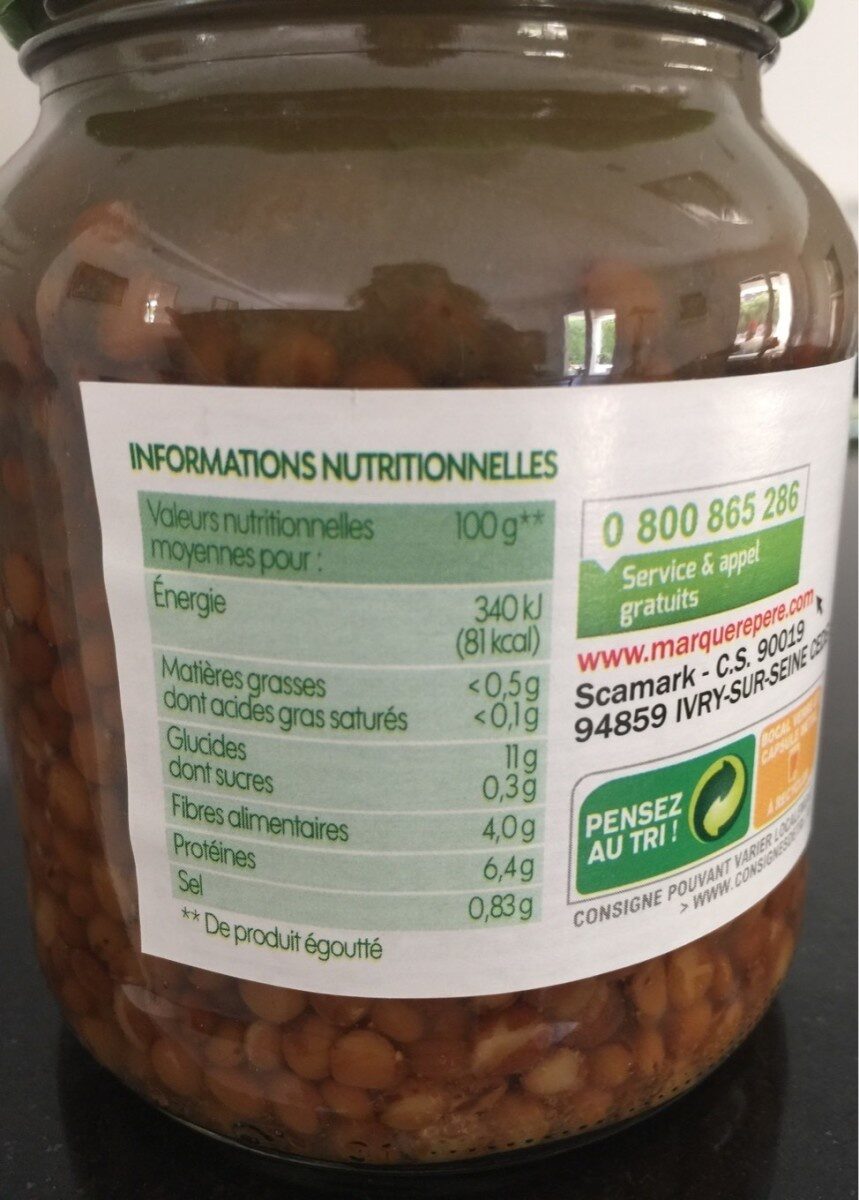 INFORMATIONS NUTRITIONNELLES
Valeurs nutritionnelles moyennes pour : 100 g**
Énergie 340 kJ
(81 kcal)
Matières grasses <0,5g
dont acides gras saturés <0,1g
Glucides 11g
dont sucres 0,3g
Fibres alimentaires 4,0g
Protéines 6,4g
Sel 0,83g
** De produit égoutté
0 800 865 286
Service & appel
gratuits
www.marquerepere.com
Scamark - C.S. 90019
94859 IVRY-SUR-SEINE
PENSEZ
AU TRI !
BOCAL
CAPSULE
CONSIGNE POUVANT VARIER
> WWW.